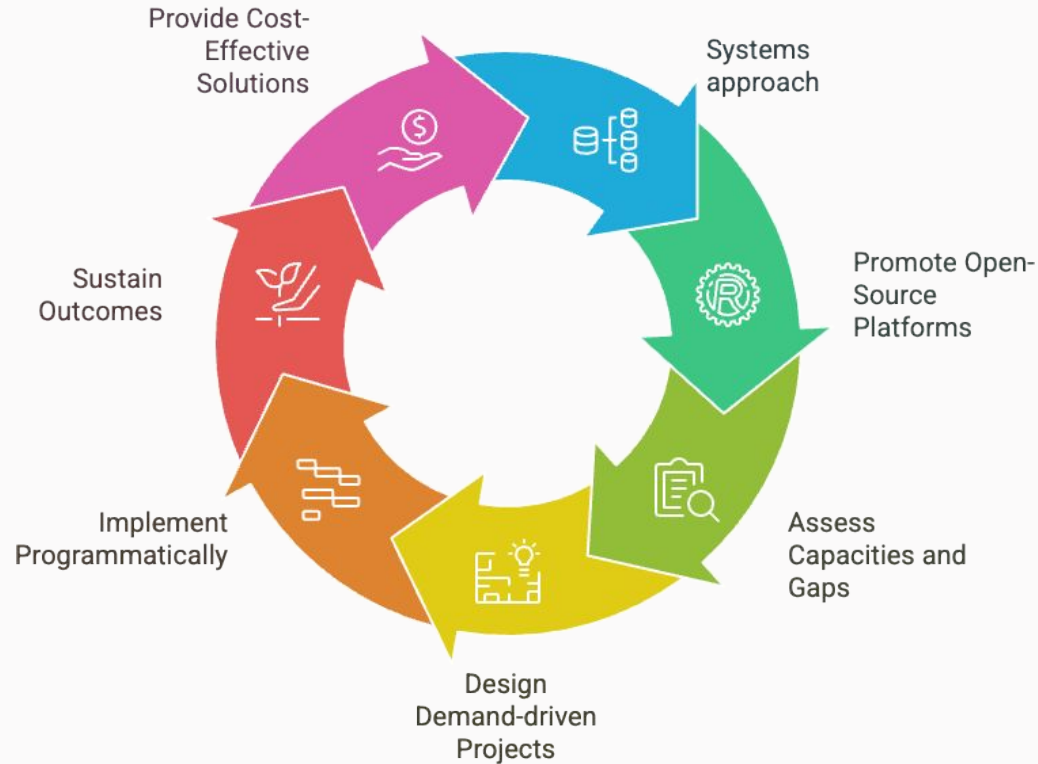 Provide Cost-
Effective
Solutions
Systems
approach
Promote Open-
Source
Platforms
Assess
Capacities and
Gaps
Design
Demand-driven
Projects
Implement
Programmatically
Sustain
Outcomes
$
R